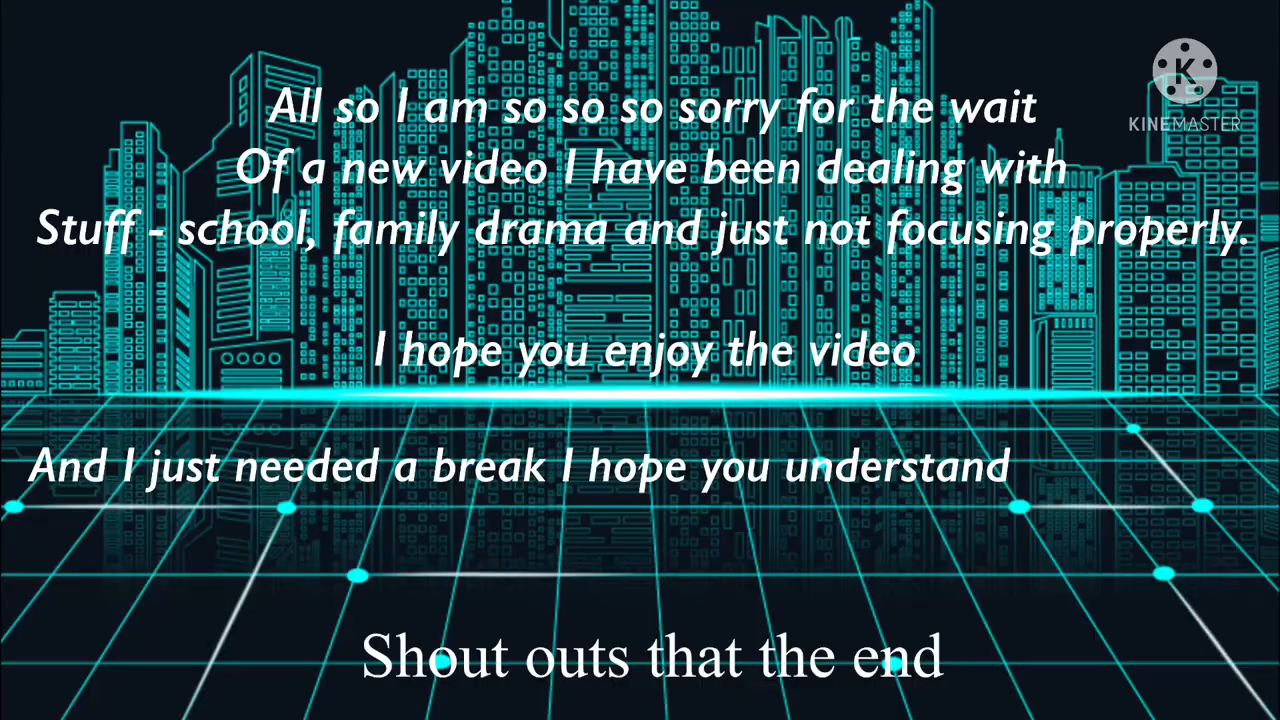 All so I am so so so sorry for the wait
KINEMASTER
Of a new video I have been dealing with
Stuff - school, family drama and just not focusing properly.
I hope you enjoy the video
And I just needed a break I hope you understand
Shout outs that the end